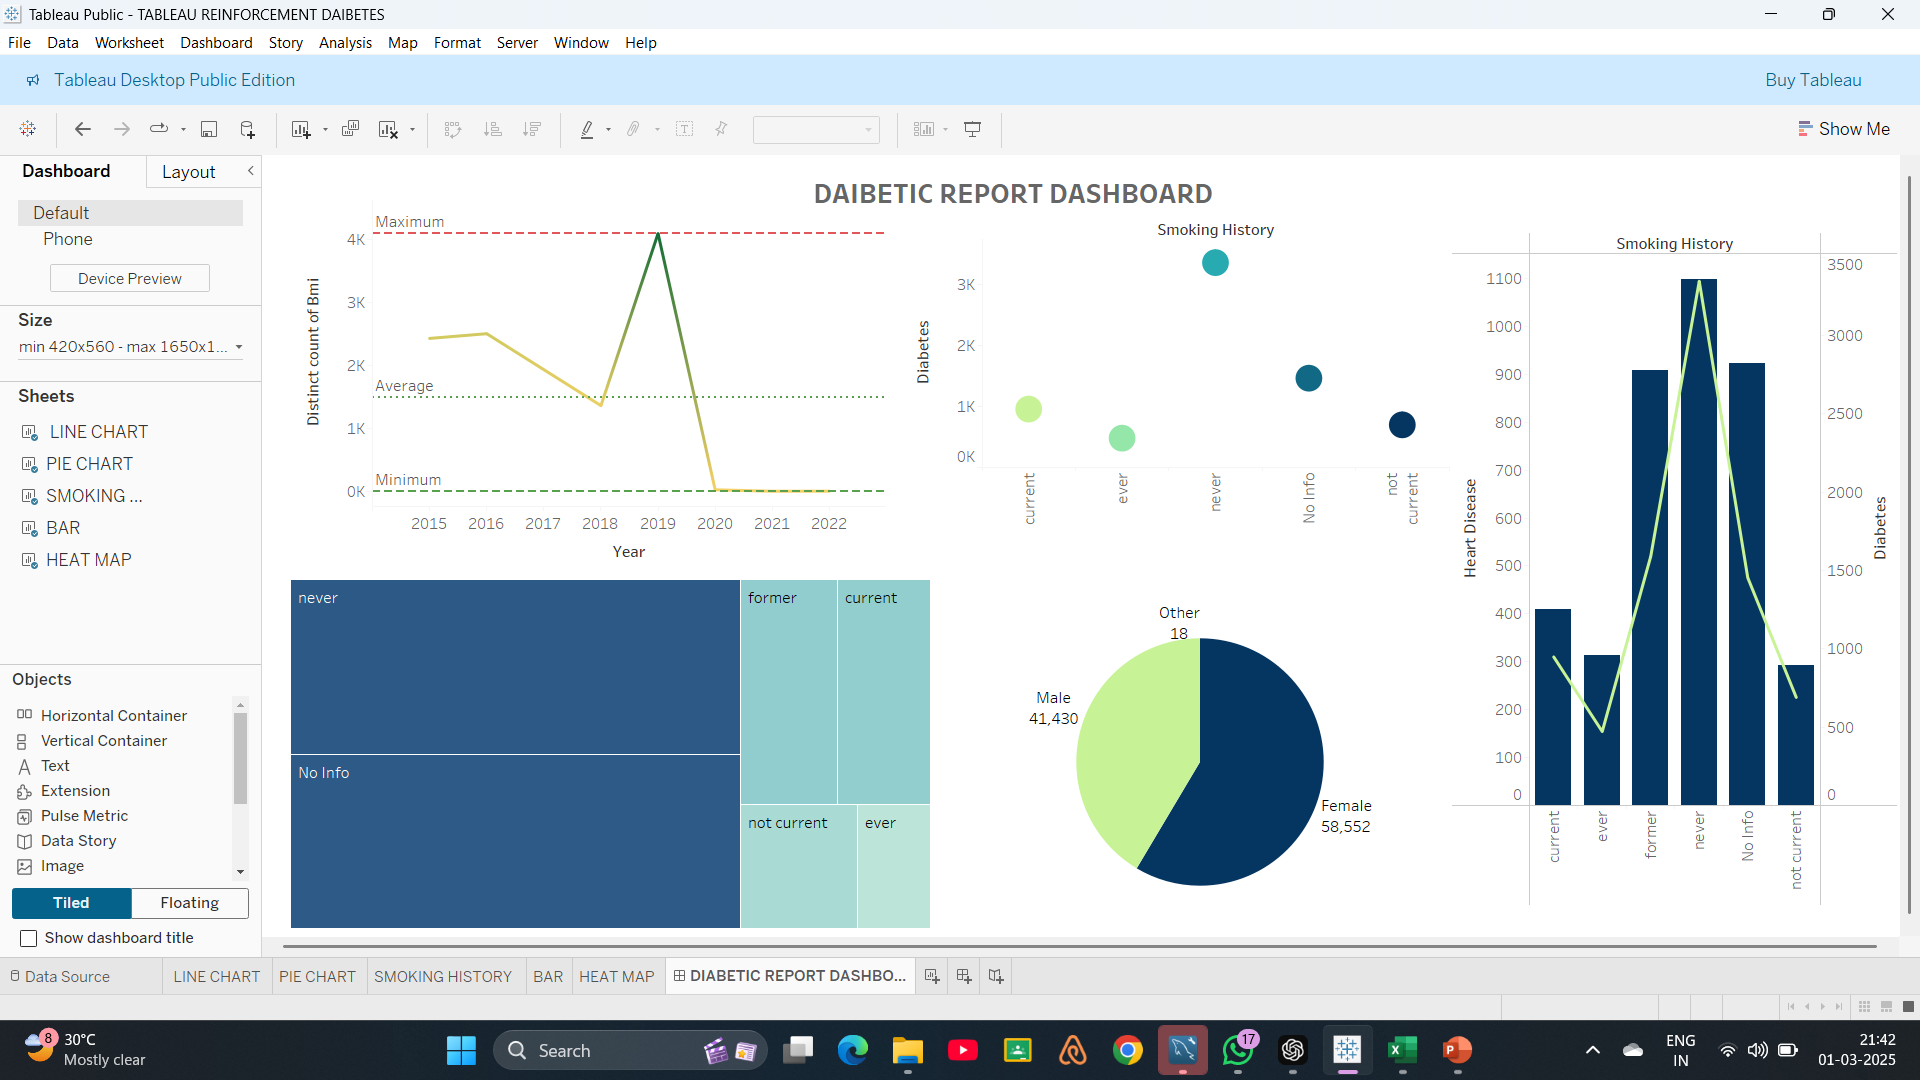 Tableau Public - TABLEAU REINFORCEMENT DAIBETES
File Data Worksheet Dashboard Story Analysis Map Format Server Window Help
Tableau Desktop Public Edition
Buy Tableau
Show Me
Dashboard
Layout
Default
Phone
Device Preview
Size
min 420x560 - max 1650x1...
Sheets
LINE CHART
PIE CHART
SMOKING ...
BAR
HEAT MAP
Objects
Horizontal Container
Vertical Container
Text
Extension
Pulse Metric
Data Story
Image
Tiled
Floating
Show dashboard title
DAIBETIC REPORT DASHBOARD
Distinct count of Bmi
4K
3K
2K
1K
0K
Maximum
Average
Minimum
2015 2016 2017 2018 2019 2020 2021 2022
Year
Smoking History
Diabetes
3K
2K
1K
0K
current
ever
never
No Info
not current
Smoking History
Heart Disease
1100
1000
900
800
700
600
500
400
300
200
100
0
3500
3000
2500
2000
1500
1000
500
0
Diabetes
current
ever
former
never
No Info
not current
never
No Info
former
current
not current
ever
Other
18
Male
41,430
Female
58,552
Data Source
LINE CHART
PIE CHART
SMOKING HISTORY
BAR
HEAT MAP
DIABETIC REPORT DASHBO...
8
30°C
Mostly clear
Search
17
ENG
IN
21:42
01-03-2025